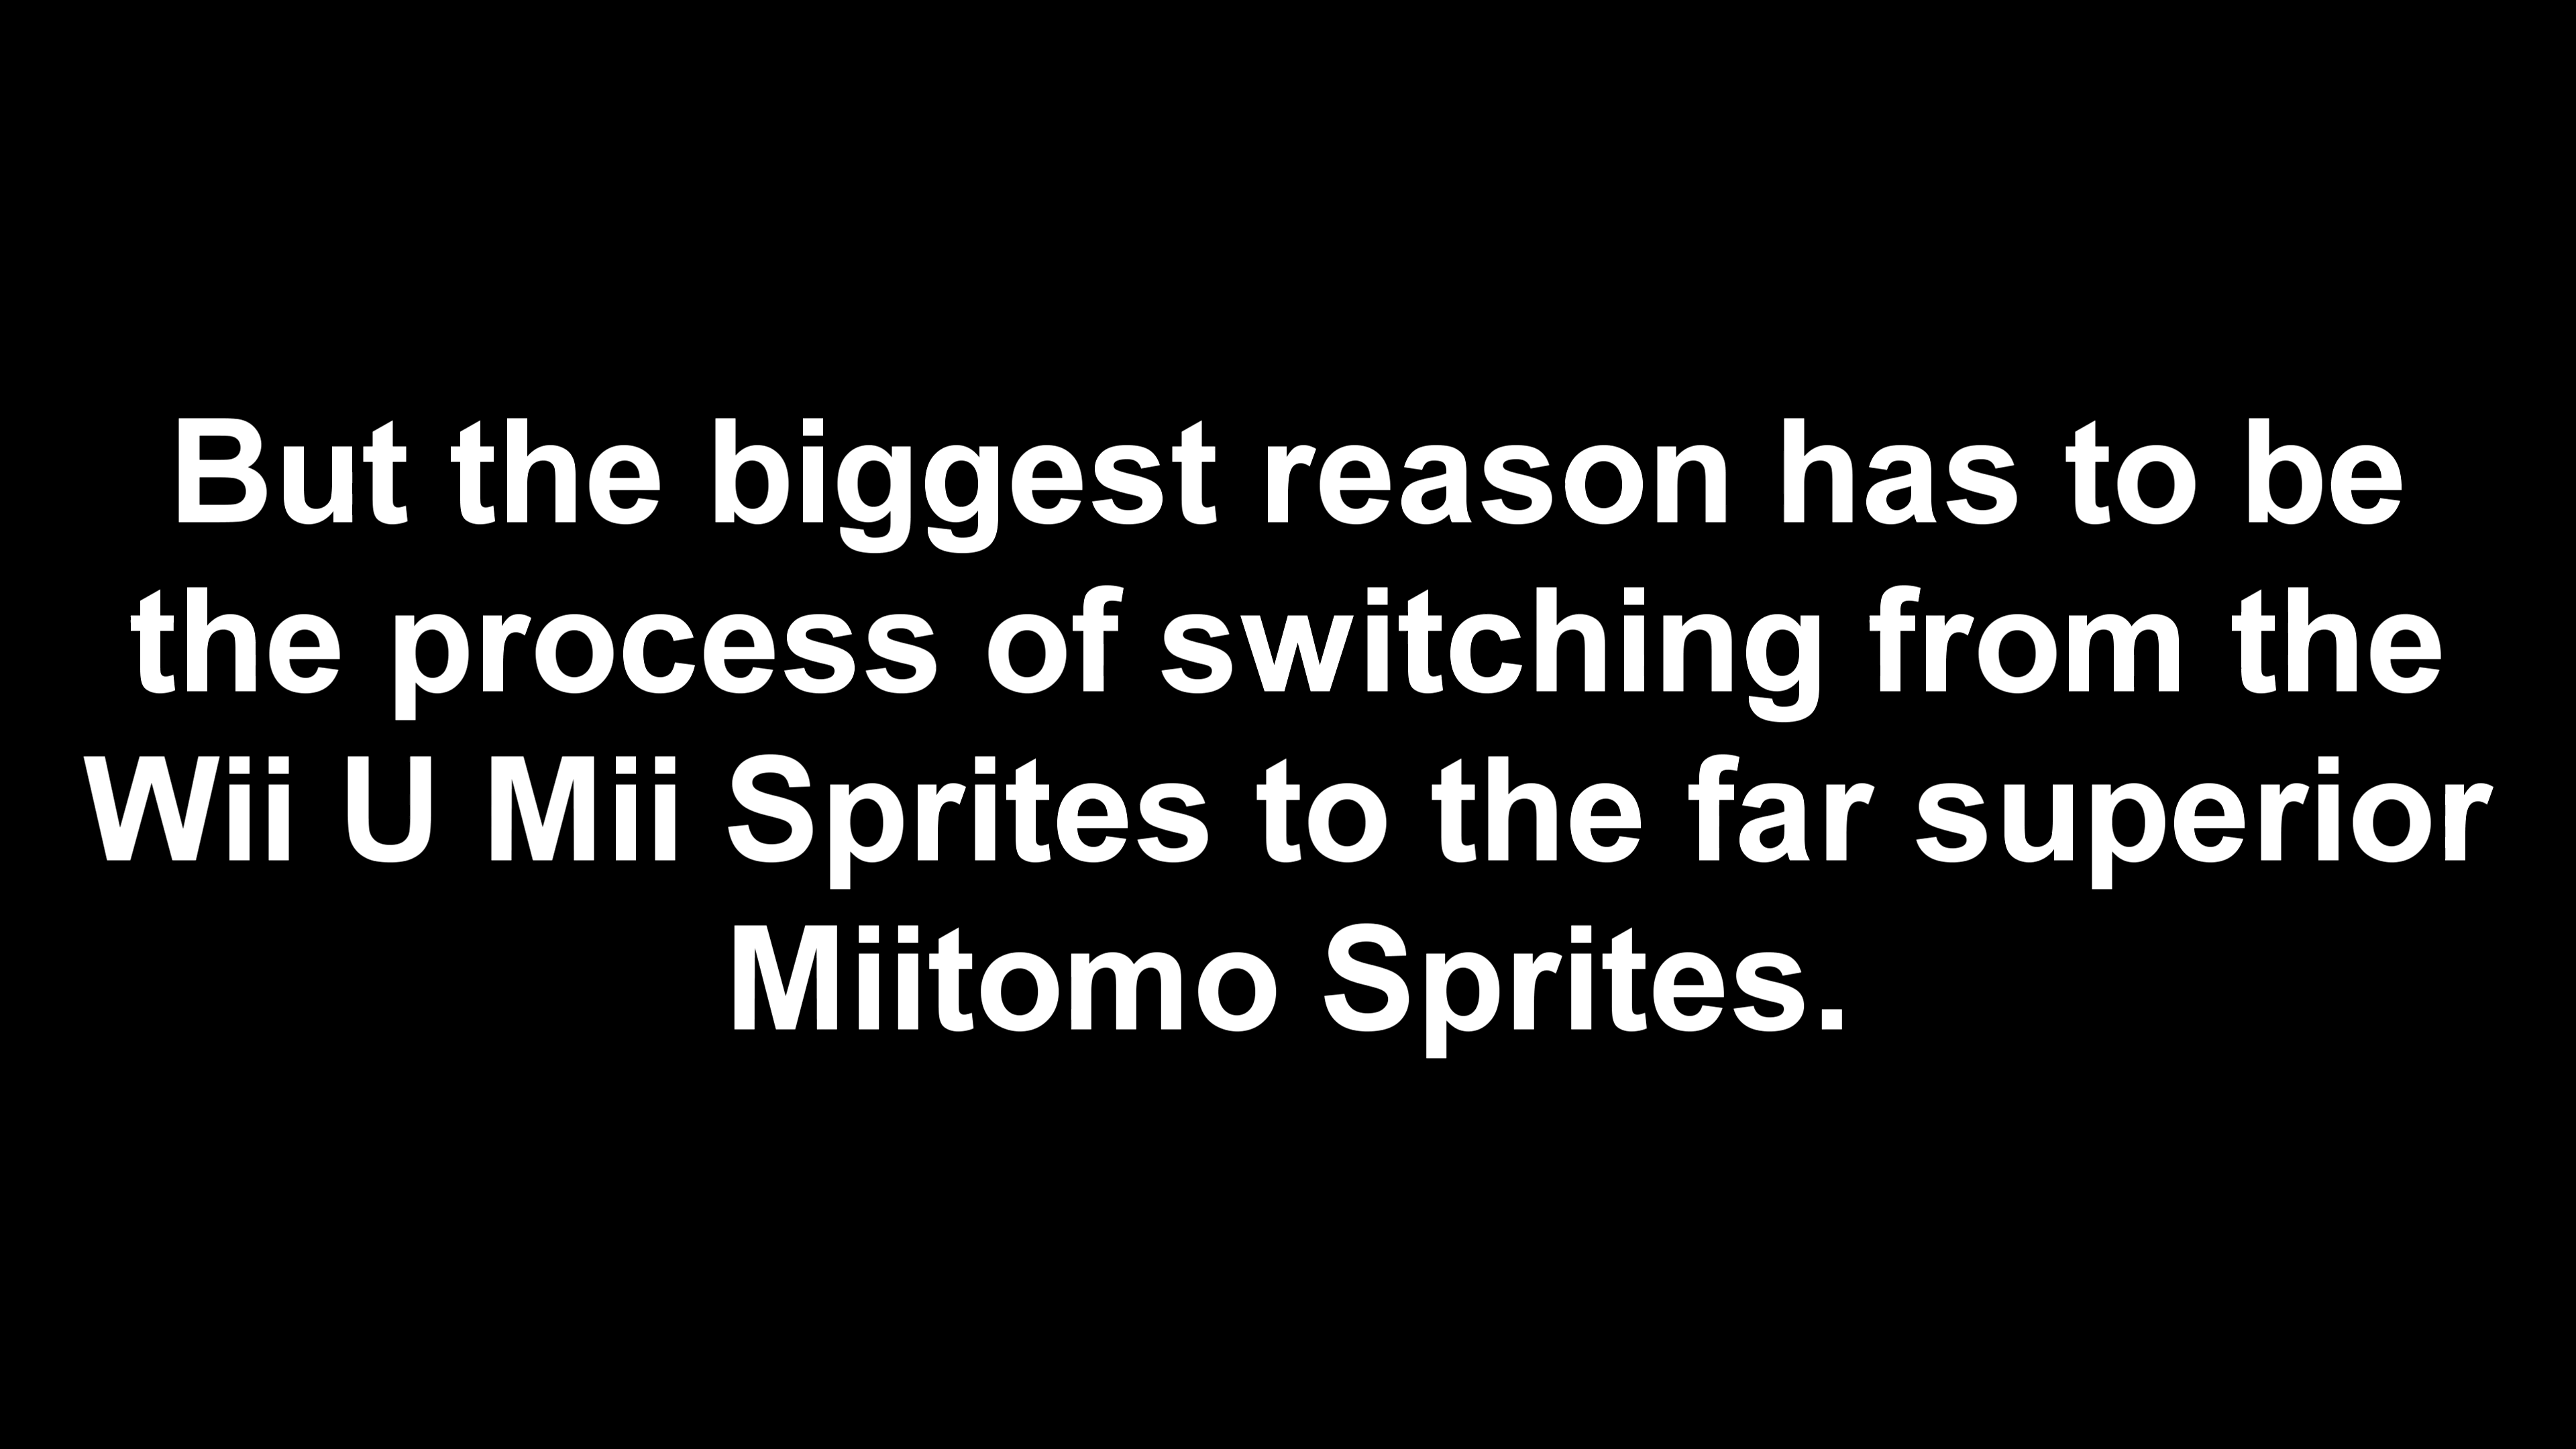 But the biggest reason has to be
the process of switching from the
Wii U Mii Sprites to the far superior
Miitomo Sprites.